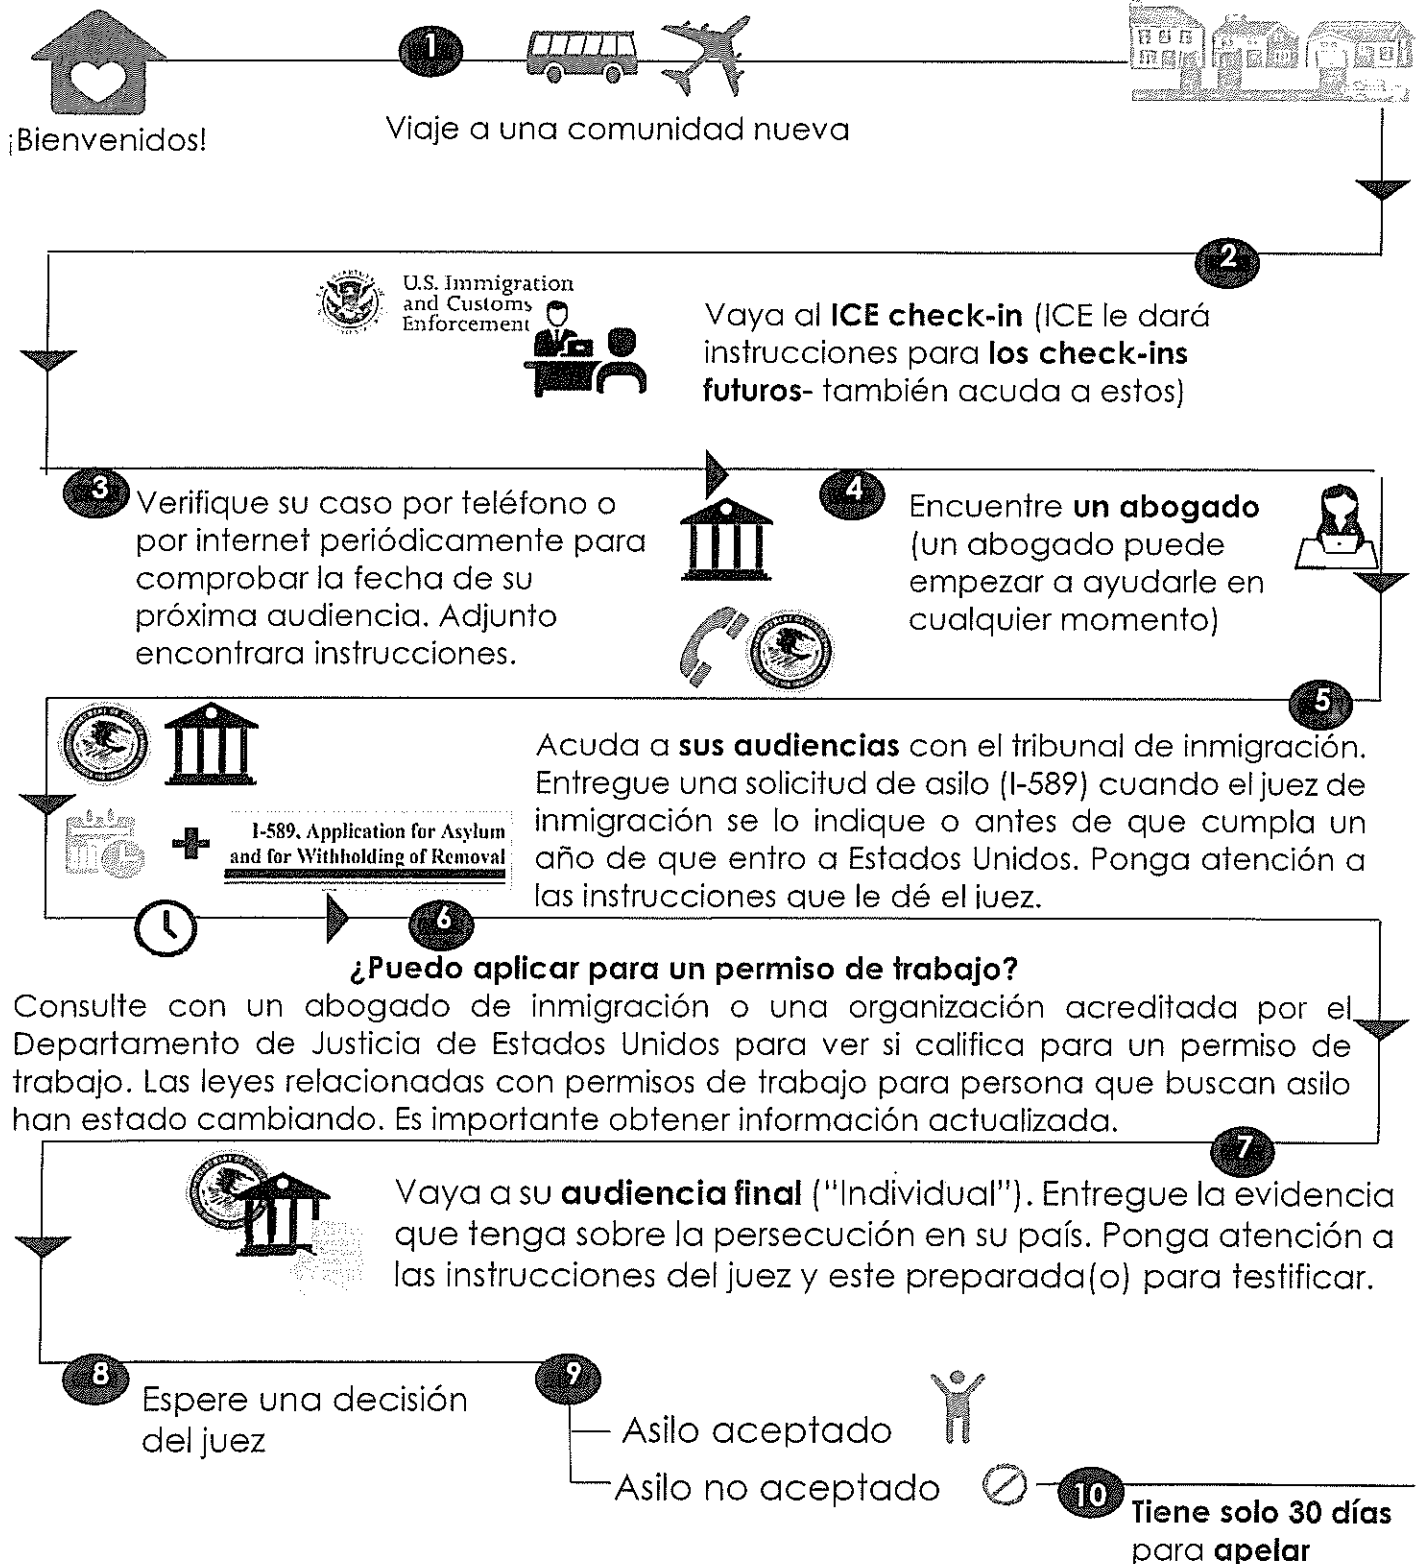 1
¡Bienvenidos!
Viaje a una comunidad nueva
2
U.S. Immigration
and Customs
Enforcement
Vaya al ICE check-in (ICE le dará
instrucciones para los check-ins
futuros- también acuda a estos)
3
Verifique su caso por teléfono o
por internet periódicamente para
comprobar la fecha de su
próxima audiencia. Adjunto
encontrara instrucciones.
4
Encuentre un abogado
(un abogado puede
empezar a ayudarle en
cualquier momento)
5
I-589, Application for Asylum
and for Withholding of Removal
Acuda a sus audiencias con el tribunal de inmigración.
Entregue una solicitud de asilo (I-589) cuando el juez de
inmigración se lo indique o antes de que cumpla un
año de que entro a Estados Unidos. Ponga atención a
las instrucciones que le dé el juez.
6
¿Puedo aplicar para un permiso de trabajo?
Consulte con un abogado de inmigración o una organización acreditada por el
Departamento de Justicia de Estados Unidos para ver si califica para un permiso de
trabajo. Las leyes relacionadas con permisos de trabajo para persona que buscan asilo
han estado cambiando. Es importante obtener información actualizada.
7
Vaya a su audiencia final ("Individual"). Entregue la evidencia
que tenga sobre la persecución en su país. Ponga atención a
las instrucciones del juez y este preparada(o) para testificar.
8
Espere una decisión
del juez
9
Asilo aceptado
Asilo no aceptado
10
Tiene solo 30 días
para apelar